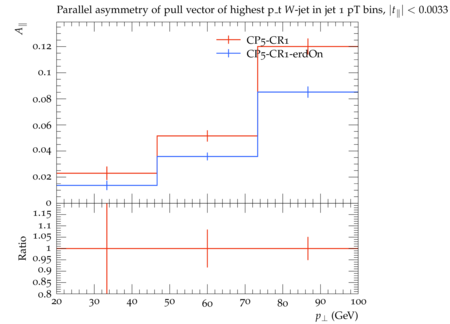 Parallel asymmetry of pull vector of highest p_t W-jet in jet 1 pT bins, |t∥| < 0.0033
A∥
0.12
0.1
0.08
0.06
0.04
0.02
0
CP5-CR1
CP5-CR1-erdOn
Ratio
1.15
1.1
1.05
1
0.95
0.9
0.85
0.8
20 30 40 50 60 70 80 90 100
p⊥ (GeV)